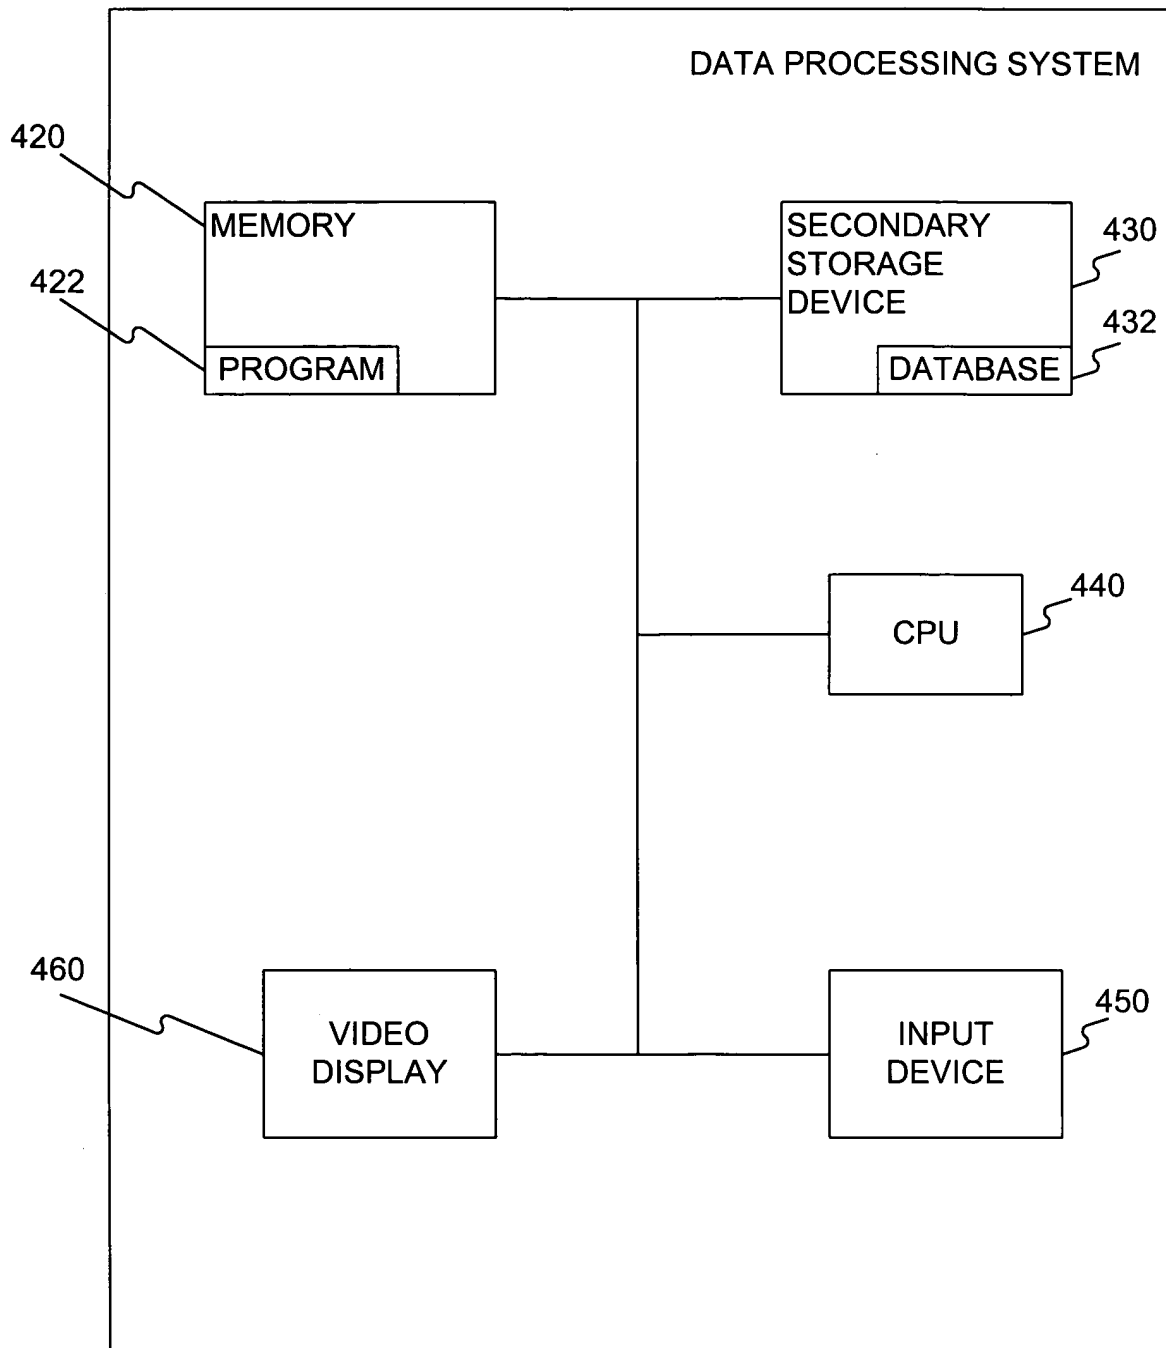 DATA PROCESSING SYSTEM
420
MEMORY
422
PROGRAM
SECONDARY
STORAGE
DEVICE
430
432
DATABASE
440
CPU
460
VIDEO
DISPLAY
450
INPUT
DEVICE